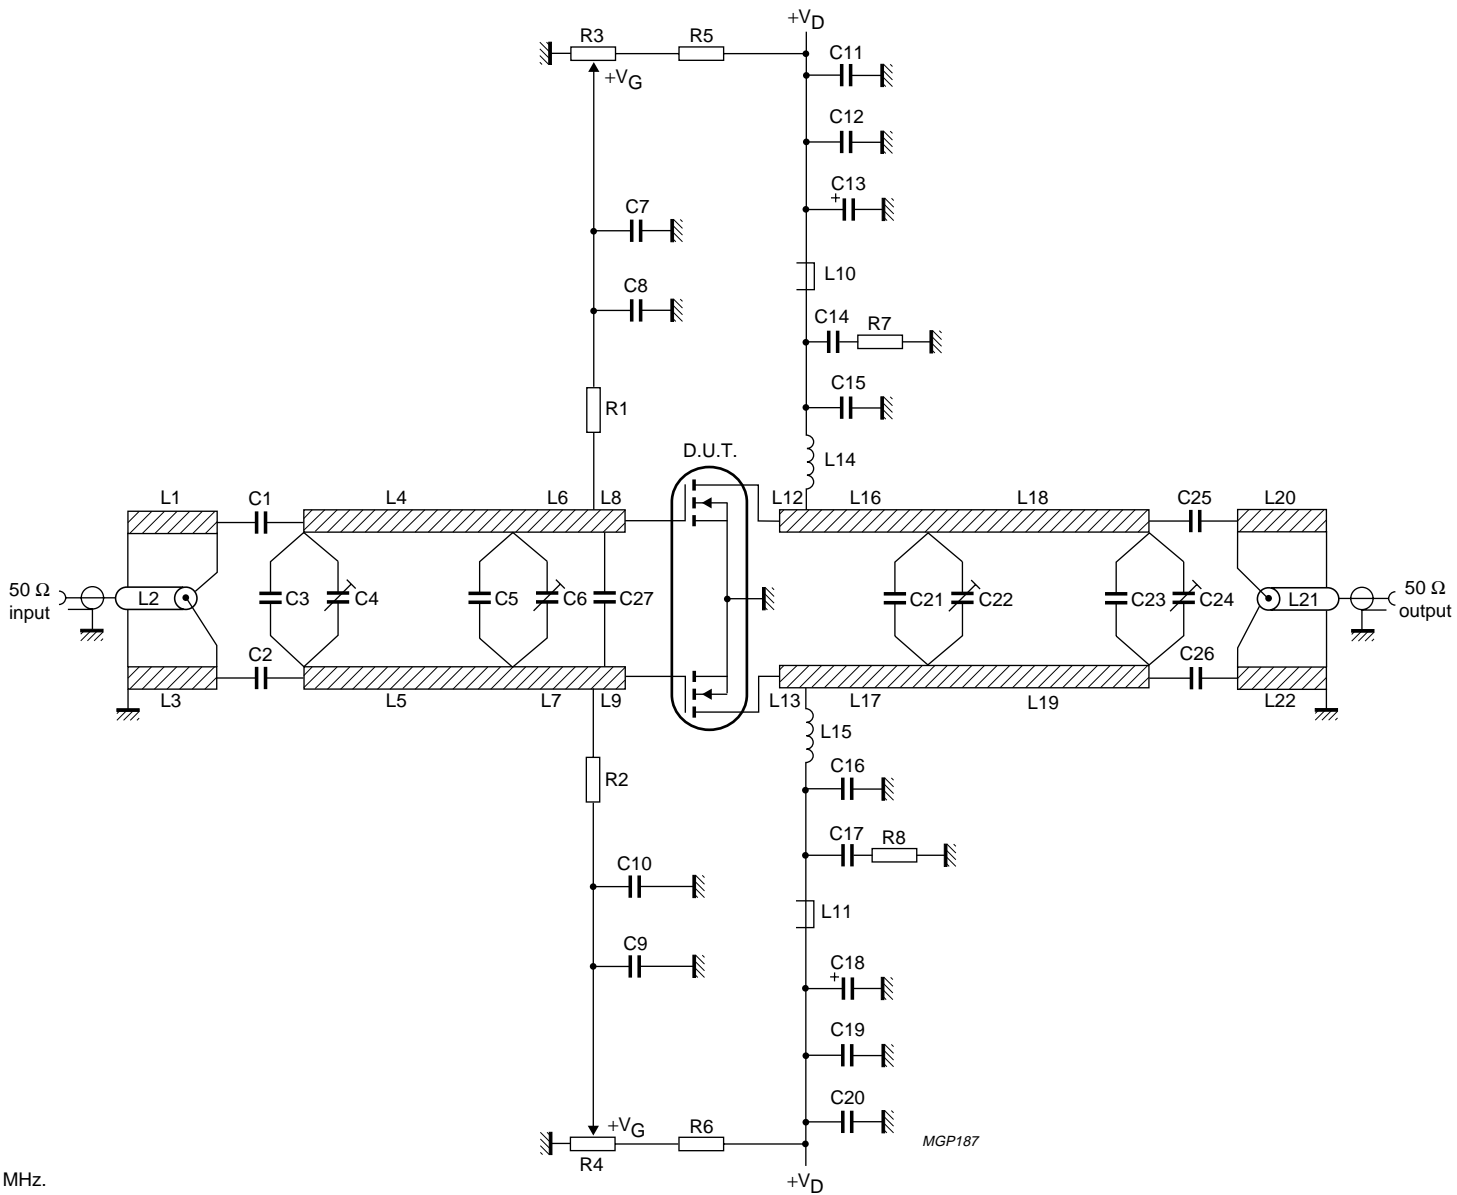 +VD
R3
R5
+VG
C11
C12
C13
+
C7
L10
C8
C14
R7
C15
R1
D.U.T.
L14
L1
C1
L4
L6
L8
L12
L16
L18
C25
L20
50 Ω
input
L2
C3
C4
C5
C6
C27
C21
C22
C23
C24
L21
50 Ω
output
C2
C26
L3
L5
L7
L9
L13
L17
L19
L22
L15
C16
R2
C17
R8
C10
L11
C9
C18
+
C19
C20
+VG
R6
R4
MGP187
+VD
MHz.